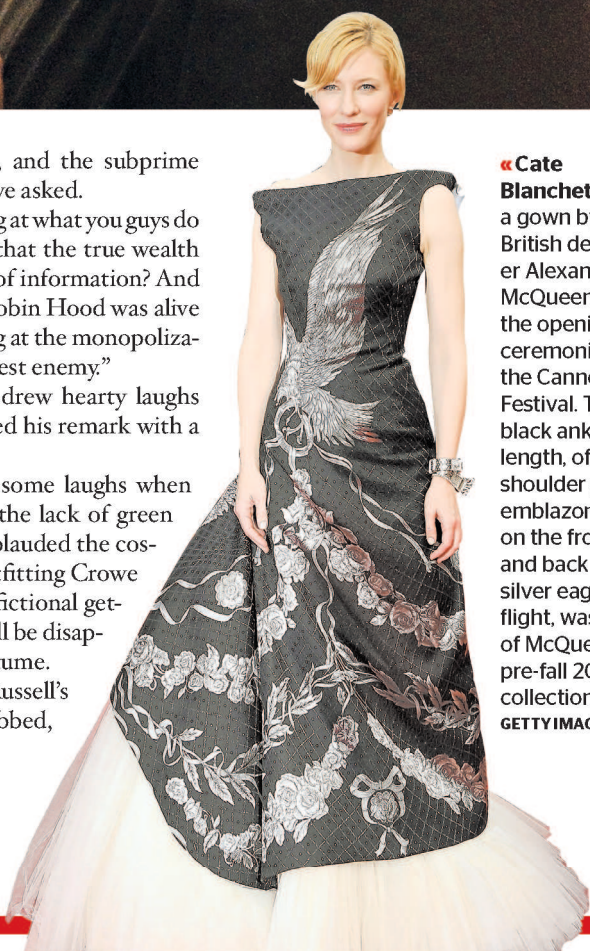 , and the subprime
ve asked.
g at what you guys do
that the true wealth
of information? And
obin Hood was alive
g at the monopoliza-
est enemy.”
drew hearty laughs
ed his remark with a
some laughs when
the lack of green
plauded the cos-
fitting Crowe
fictional get-
ll be disap-
ume.
ussell’s
bbed,
«Cate
Blanchet
a gown b
British de
er Alexan
McQueen
the openi
ceremoni
the Canne
Festival. T
black ank
length, of
shoulder
emblazon
on the fro
and back
silver eag
flight, was
of McQue
pre-fall 20
collection
GETTY IMAG